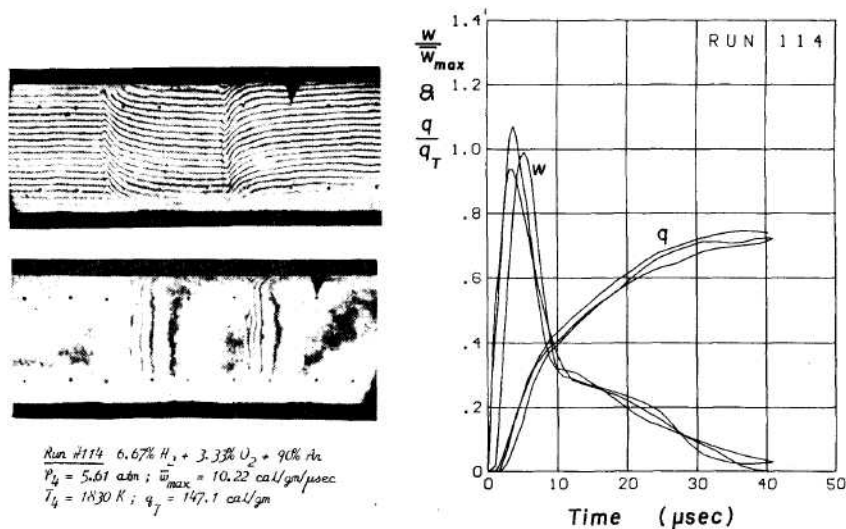 Run #114 6.67% H2 + 3.33% O2 + 90% Ar
P4 = 5.61 atm ; w̄max = 10.22 cal/gm/μsec
T4 = 1830 K ; qT = 147.1 cal/gm
w
w̄max
&
q
qT
RUN 114
1.4
1.2
1.0
.8
.6
.4
.2
0
w
q
0
10
20
30
40
50
Time (μsec)